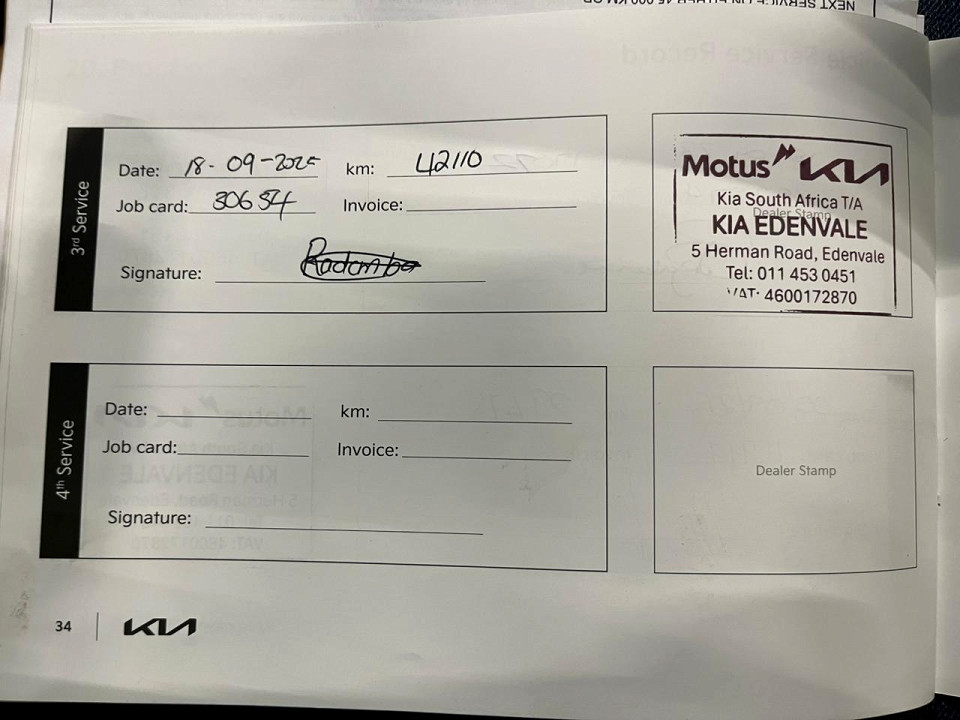 3rd Service
Date: 18-09-2025 km: 42110
Job card: 30654 Invoice:
Signature: Radamba
Motus KIA
Kia South Africa T/A
Dealer Stamp
KIA EDENVALE
5 Herman Road, Edenvale
Tel: 011 453 0451
VAT: 4600172870
4th Service
Date: km:
Job card: Invoice:
Signature:
Dealer Stamp
34 KIA